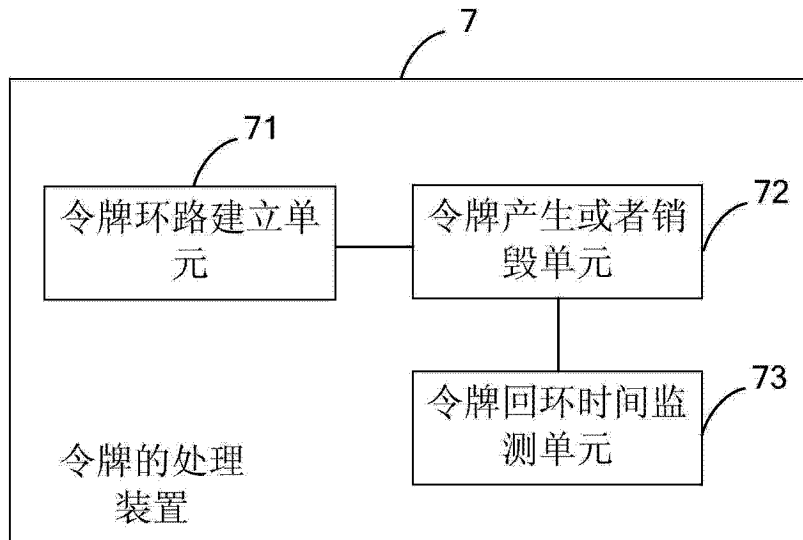 7
71
令牌环路建立单
元
令牌产生或者销
毁单元
72
令牌回环时间监
测单元
73
令牌的处理
装置